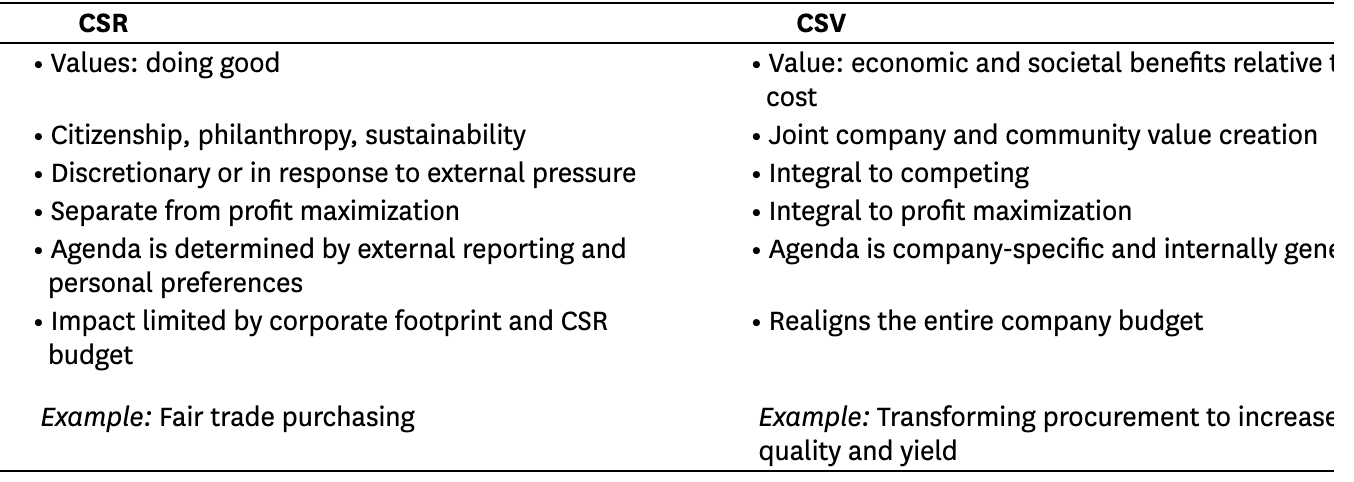 CSR CSV
• Values: doing good
• Value: economic and societal benefits relative
cost
• Citizenship, philanthropy, sustainability
• Joint company and community value creation
• Discretionary or in response to external pressure
• Integral to competing
• Separate from profit maximization
• Integral to profit maximization
• Agenda is determined by external reporting and
personal preferences
• Agenda is company-specific and internally
• Impact limited by corporate footprint and CSR
budget
• Realigns the entire company budget
Example: Fair trade purchasing
Example: Transforming procurement to increase
quality and yield